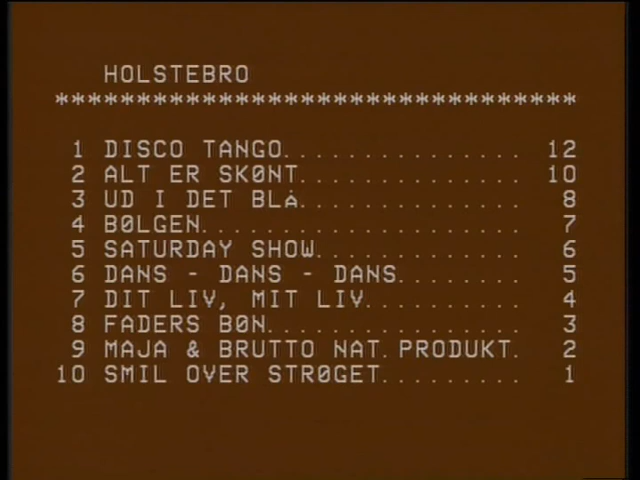 HOLSTEBRO
********************************
1 DISCO TANGO............... 12
2 ALT ER SKØNT.............. 10
3 UD I DET BLÅ.............. 8
4 BØLGEN.................... 7
5 SATURDAY SHOW............. 6
6 DANS - DANS - DANS........ 5
7 DIT LIV, MIT LIV.......... 4
8 FADERS BØN................ 3
9 MAJA & BRUTTO NAT.PRODUKT. 2
10 SMIL OVER STRØGET......... 1